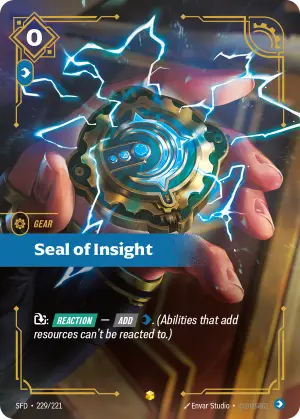 0
GEAR
Seal of Insight
: REACTION — ADD . (Abilities that add
resources can't be reacted to.)
SFD • 229/221
Envar Studio •